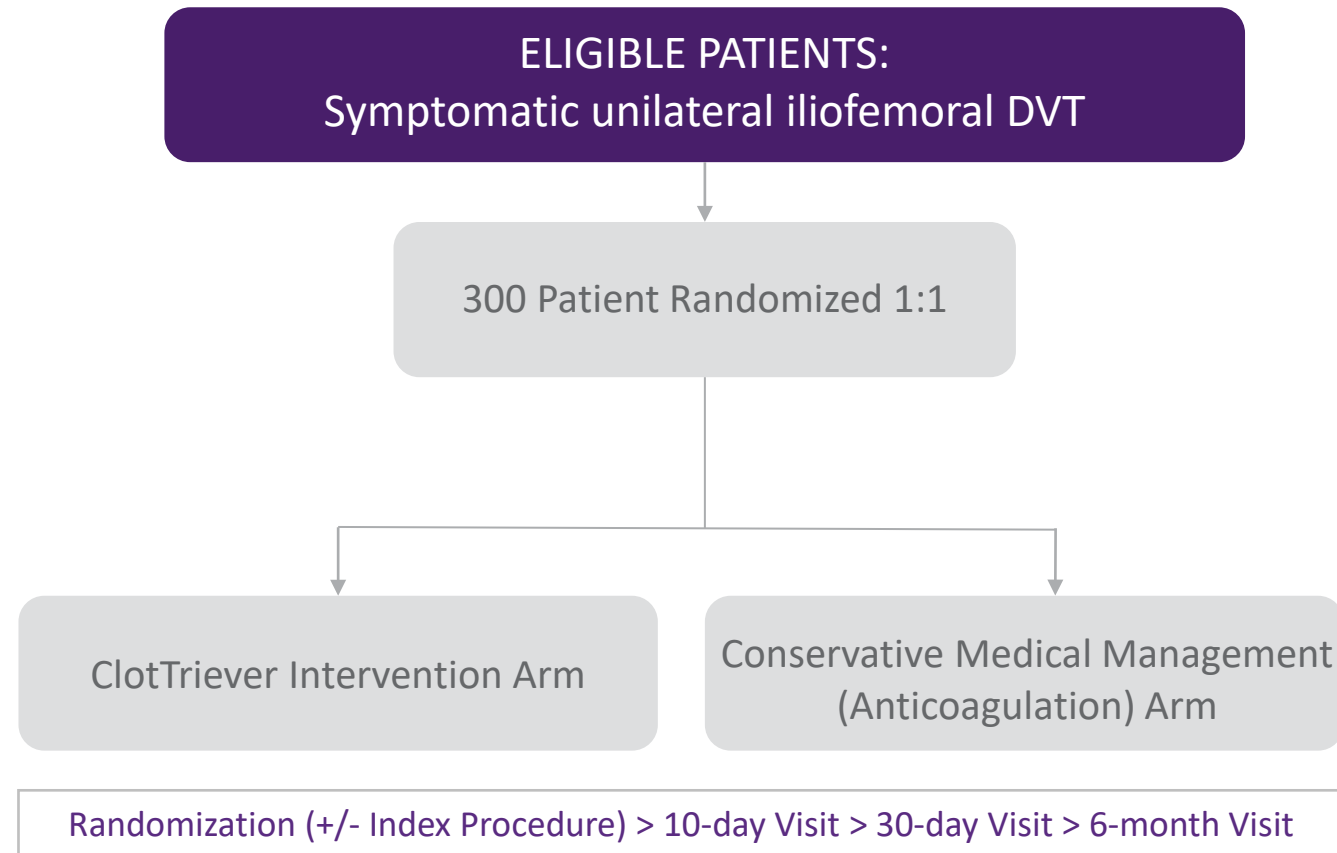 ELIGIBLE PATIENTS:
Symptomatic unilateral iliofemoral DVT
300 Patient Randomized 1:1
ClotTriever Intervention Arm
Conservative Medical Management
(Anticoagulation) Arm
Randomization (+/- Index Procedure) > 10-day Visit > 30-day Visit > 6-month Visit